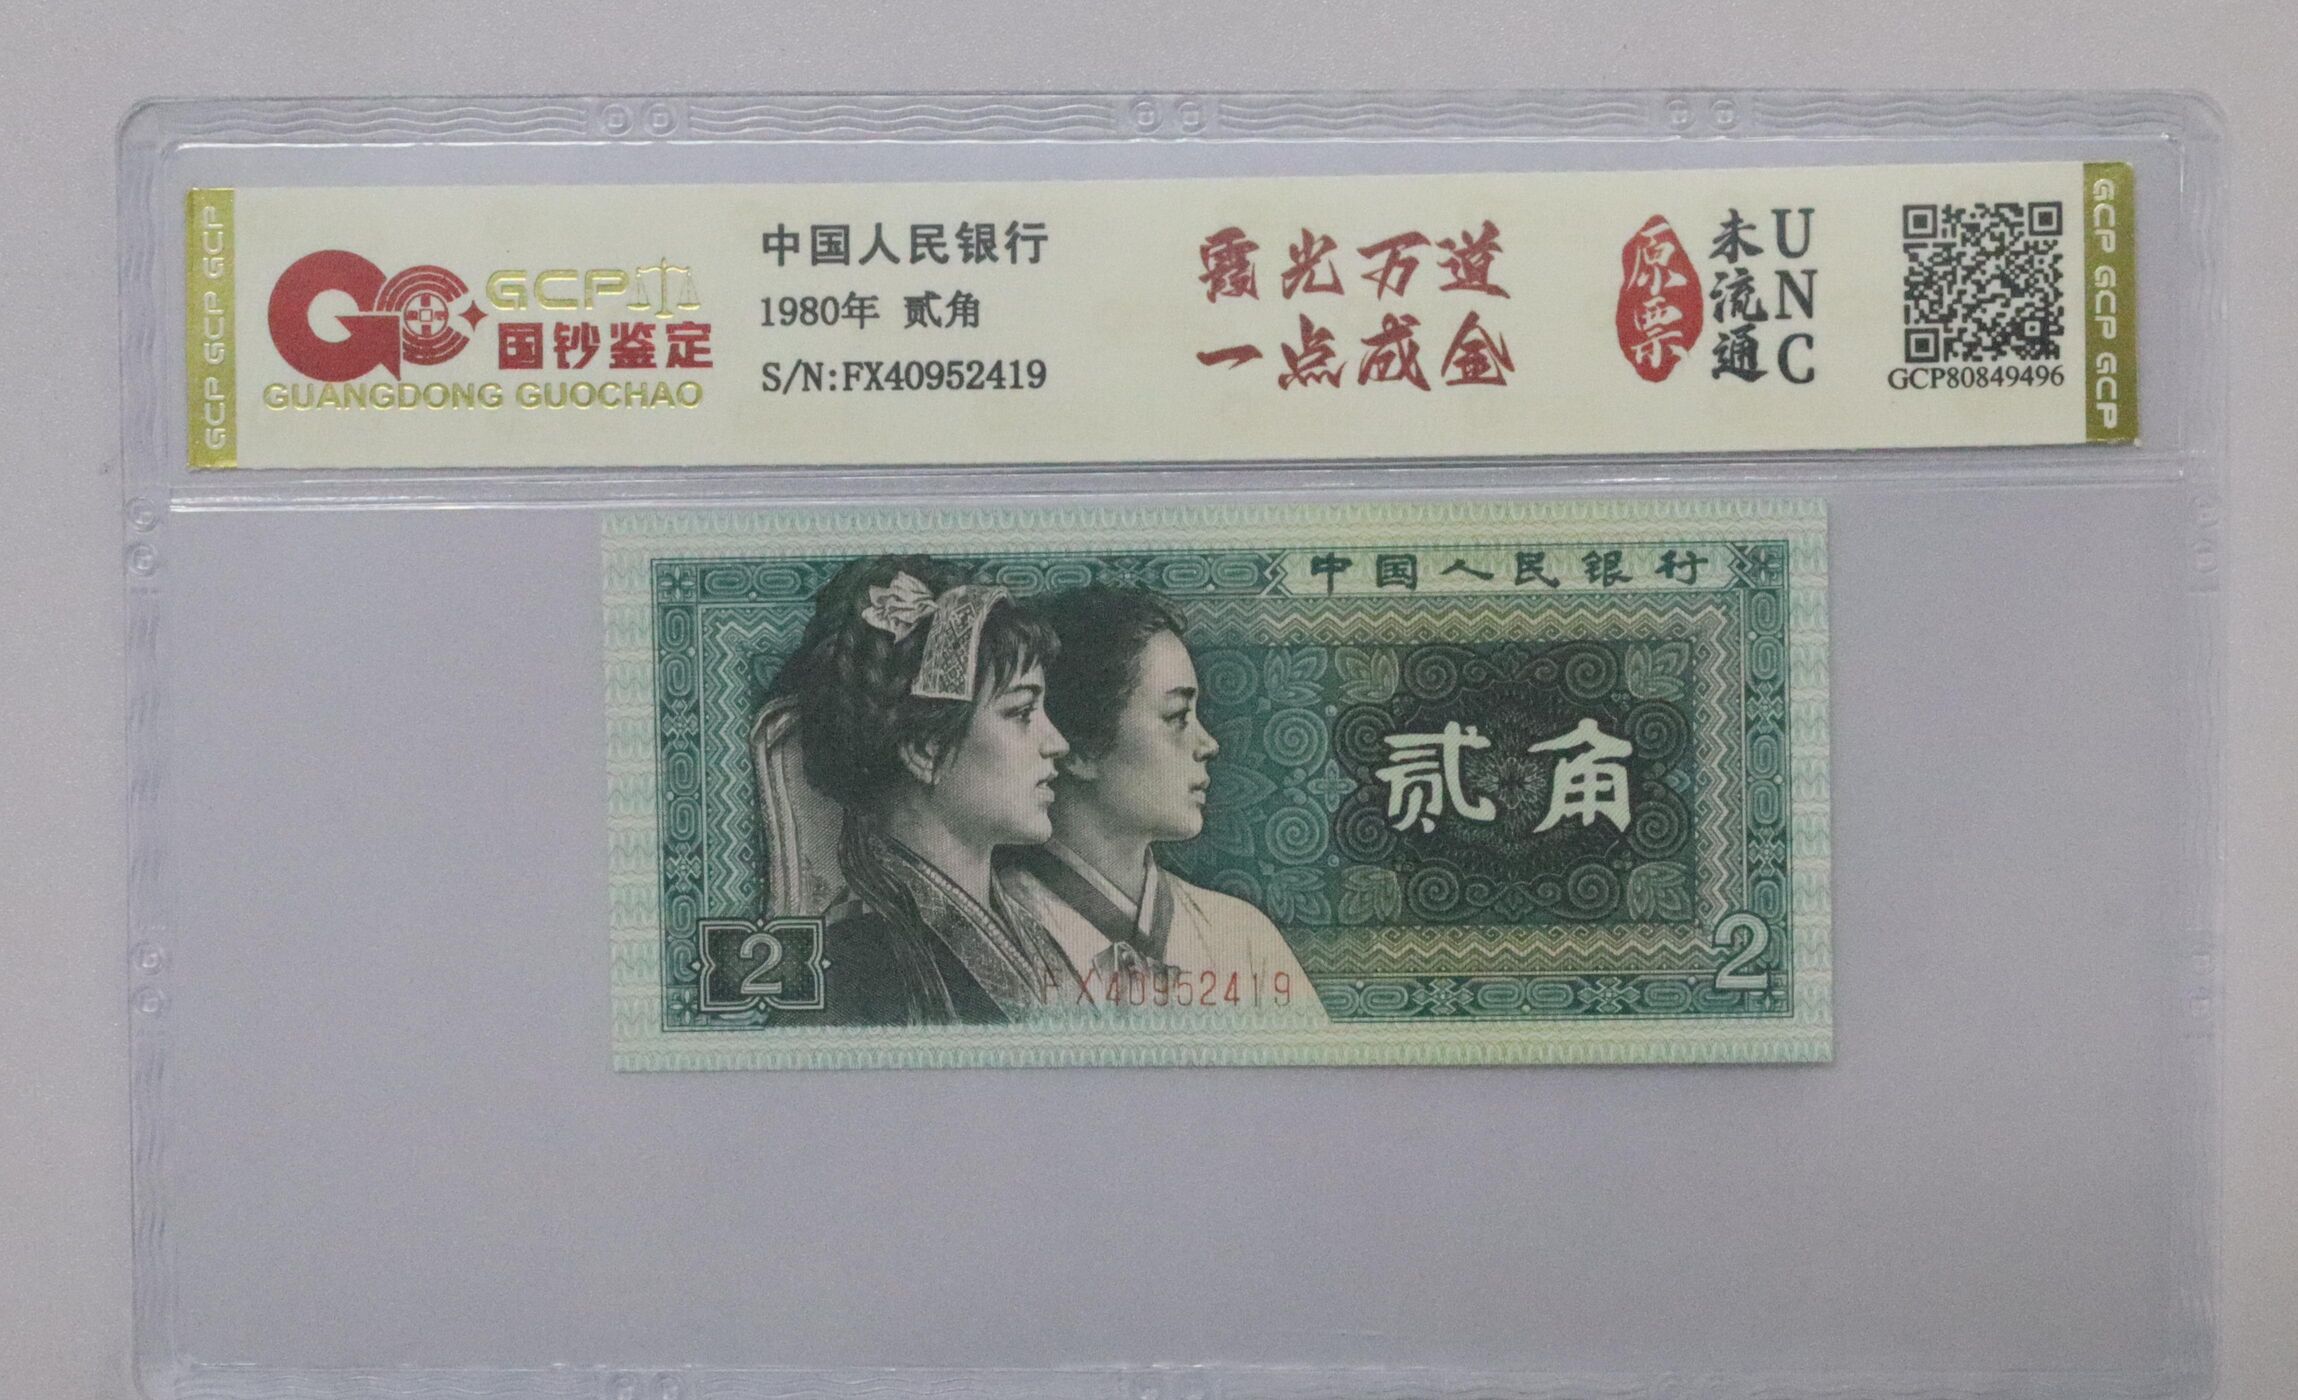 GCP GCP GCP
GCP
国钞鉴定
GUANGDONG GUOCHAO
中国人民银行
1980年 贰角
S/N:FX40952419
霞光万道
一点成金
原票
未流通
UNC
GCP80849496
GCP GCP GCP
中国人民银行
贰角
2
FX40952419
2